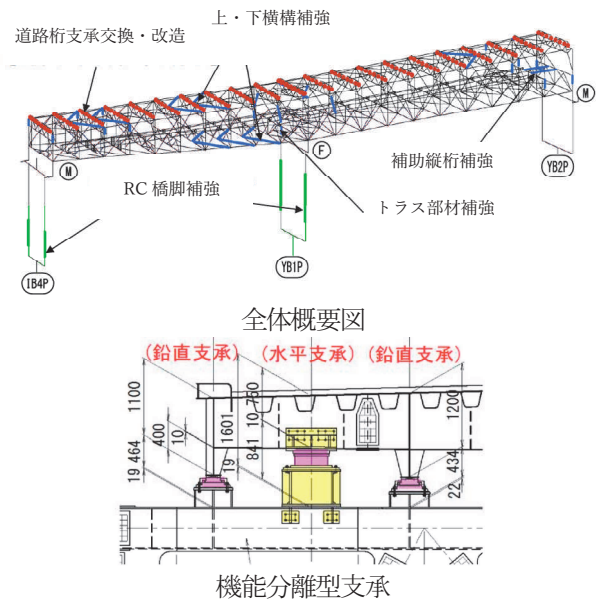 上・下横構補強
道路桁支承交換・改造
M
F
M
補助縦桁補強
YB2P
RC 橋脚補強
トラス部材補強
YB1P
IB4P
全体概要図
(鉛直支承) (水平支承) (鉛直支承)
1100
400
10
19 464
1601
19
10 750
841
1200
434
22
機能分離型支承